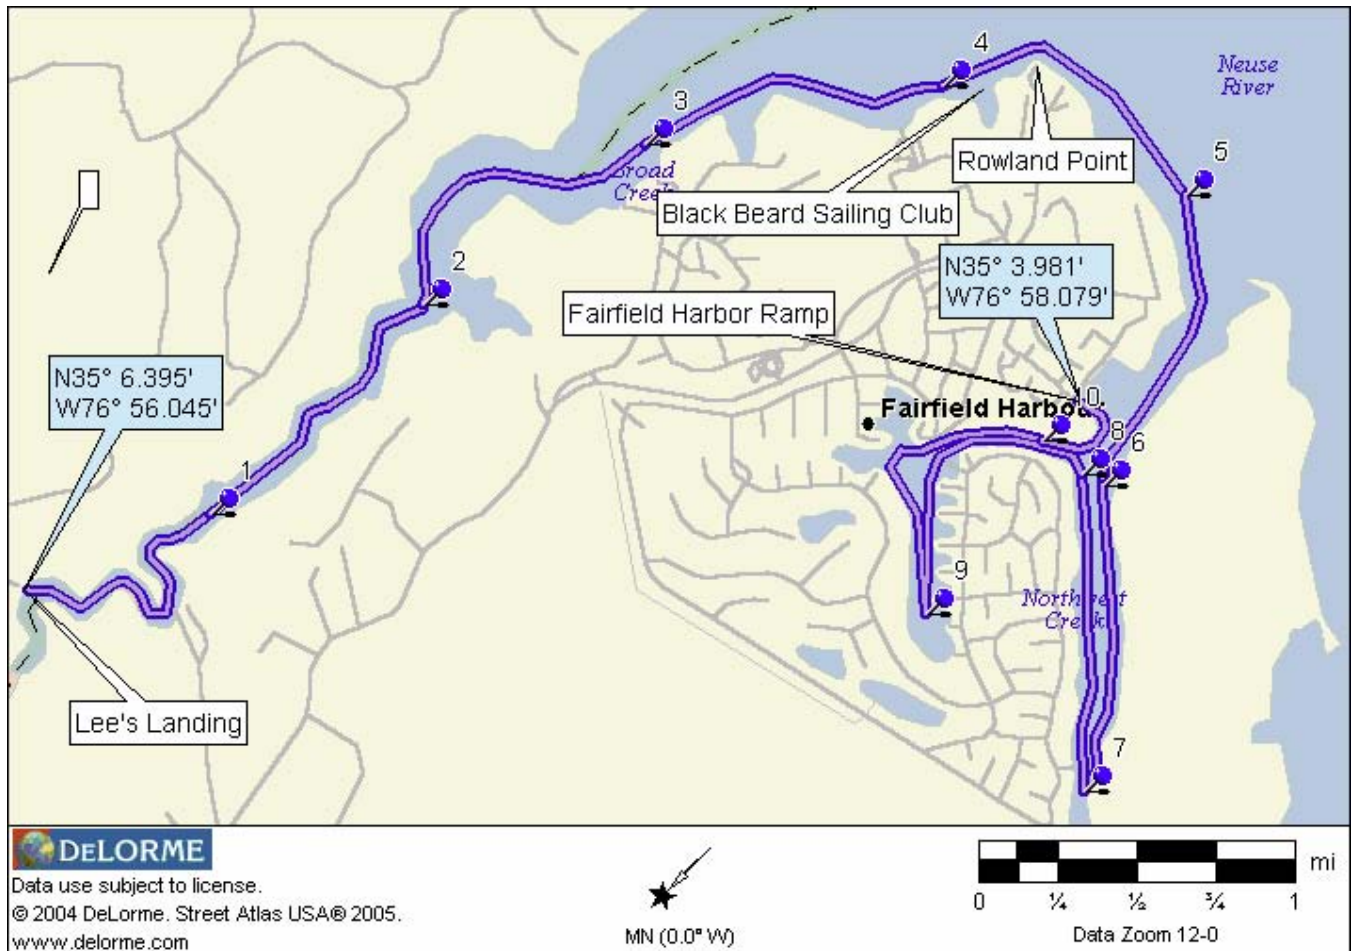 4
Neuse
River
3
Rowland Point
5
Broad
Creek
Black Beard Sailing Club
N35° 3.981'
W76° 58.079'
2
Fairfield Harbor Ramp
N35° 6.395'
W76° 56.045'
10
Fairfield Harbour
8
6
1
9
Northwest
Creek
Lee's Landing
7
DELORME
Data use subject to license.
© 2004 DeLorme. Street Atlas USA® 2005.
www.delorme.com
MN (0.0° W)
mi
0 ¼ ½ ¾ 1
Data Zoom 12-0